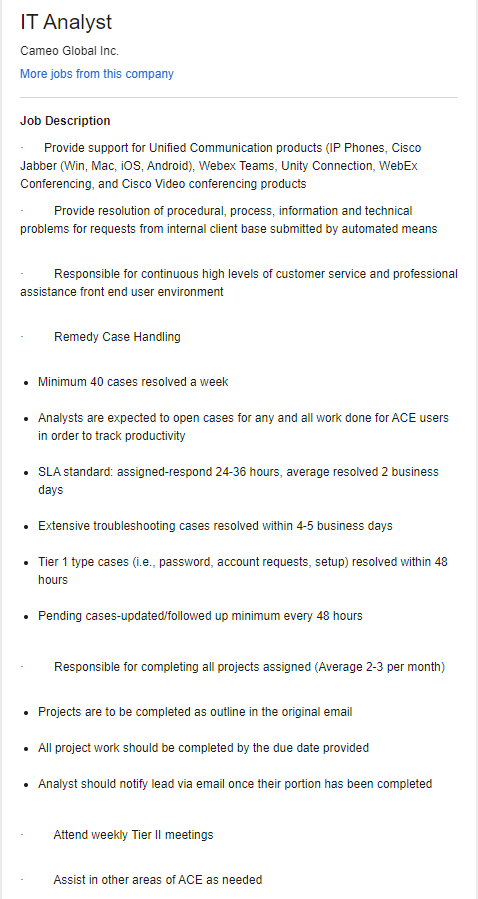 IT Analyst
Cameo Global Inc.
More jobs from this company
Job Description
· Provide support for Unified Communication products (IP Phones, Cisco
Jabber (Win, Mac, iOS, Android), Webex Teams, Unity Connection, WebEx
Conferencing, and Cisco Video conferencing products
· Provide resolution of procedural, process, information and technical
problems for requests from internal client base submitted by automated means
· Responsible for continuous high levels of customer service and professional
assistance front end user environment
· Remedy Case Handling
• Minimum 40 cases resolved a week
• Analysts are expected to open cases for any and all work done for ACE users
in order to track productivity
• SLA standard: assigned-respond 24-36 hours, average resolved 2 business
days
• Extensive troubleshooting cases resolved within 4-5 business days
• Tier 1 type cases (i.e., password, account requests, setup) resolved within 48
hours
• Pending cases-updated/followed up minimum every 48 hours
· Responsible for completing all projects assigned (Average 2-3 per month)
• Projects are to be completed as outline in the original email
• All project work should be completed by the due date provided
• Analyst should notify lead via email once their portion has been completed
· Attend weekly Tier II meetings
· Assist in other areas of ACE as needed